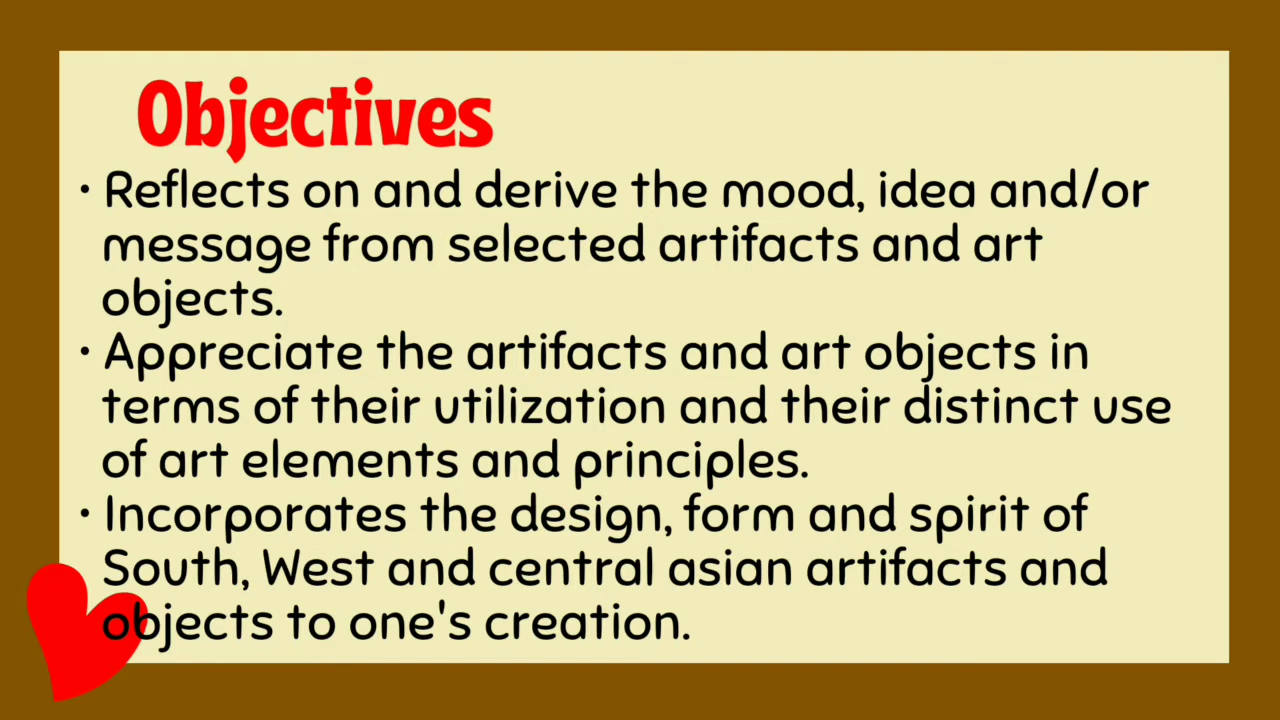 Objectives
• Reflects on and derive the mood, idea and/or
message from selected artifacts and art
objects.
• Appreciate the artifacts and art objects in
terms of their utilization and their distinct use
of art elements and principles.
• Incorporates the design, form and spirit of
South, West and central asian artifacts and
objects to one's creation.